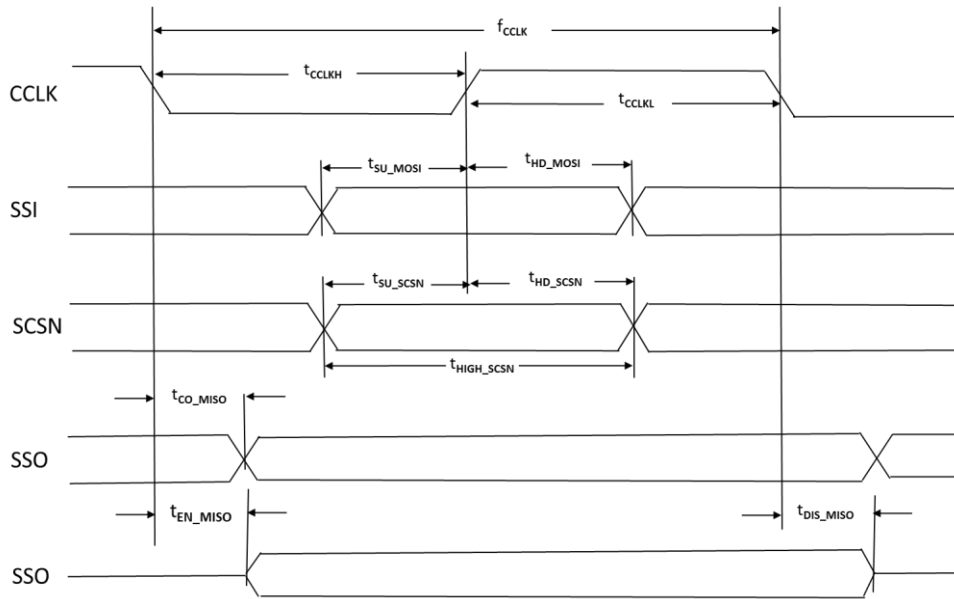 fCCLK
tCCLKH
CCLK
tCCLKL
tSU_MOSI
tHD_MOSI
SSI
tSU_SCSN
tHD_SCSN
SCSN
tHIGH_SCSN
tCO_MISO
SSO
tEN_MISO
tDIS_MISO
SSO